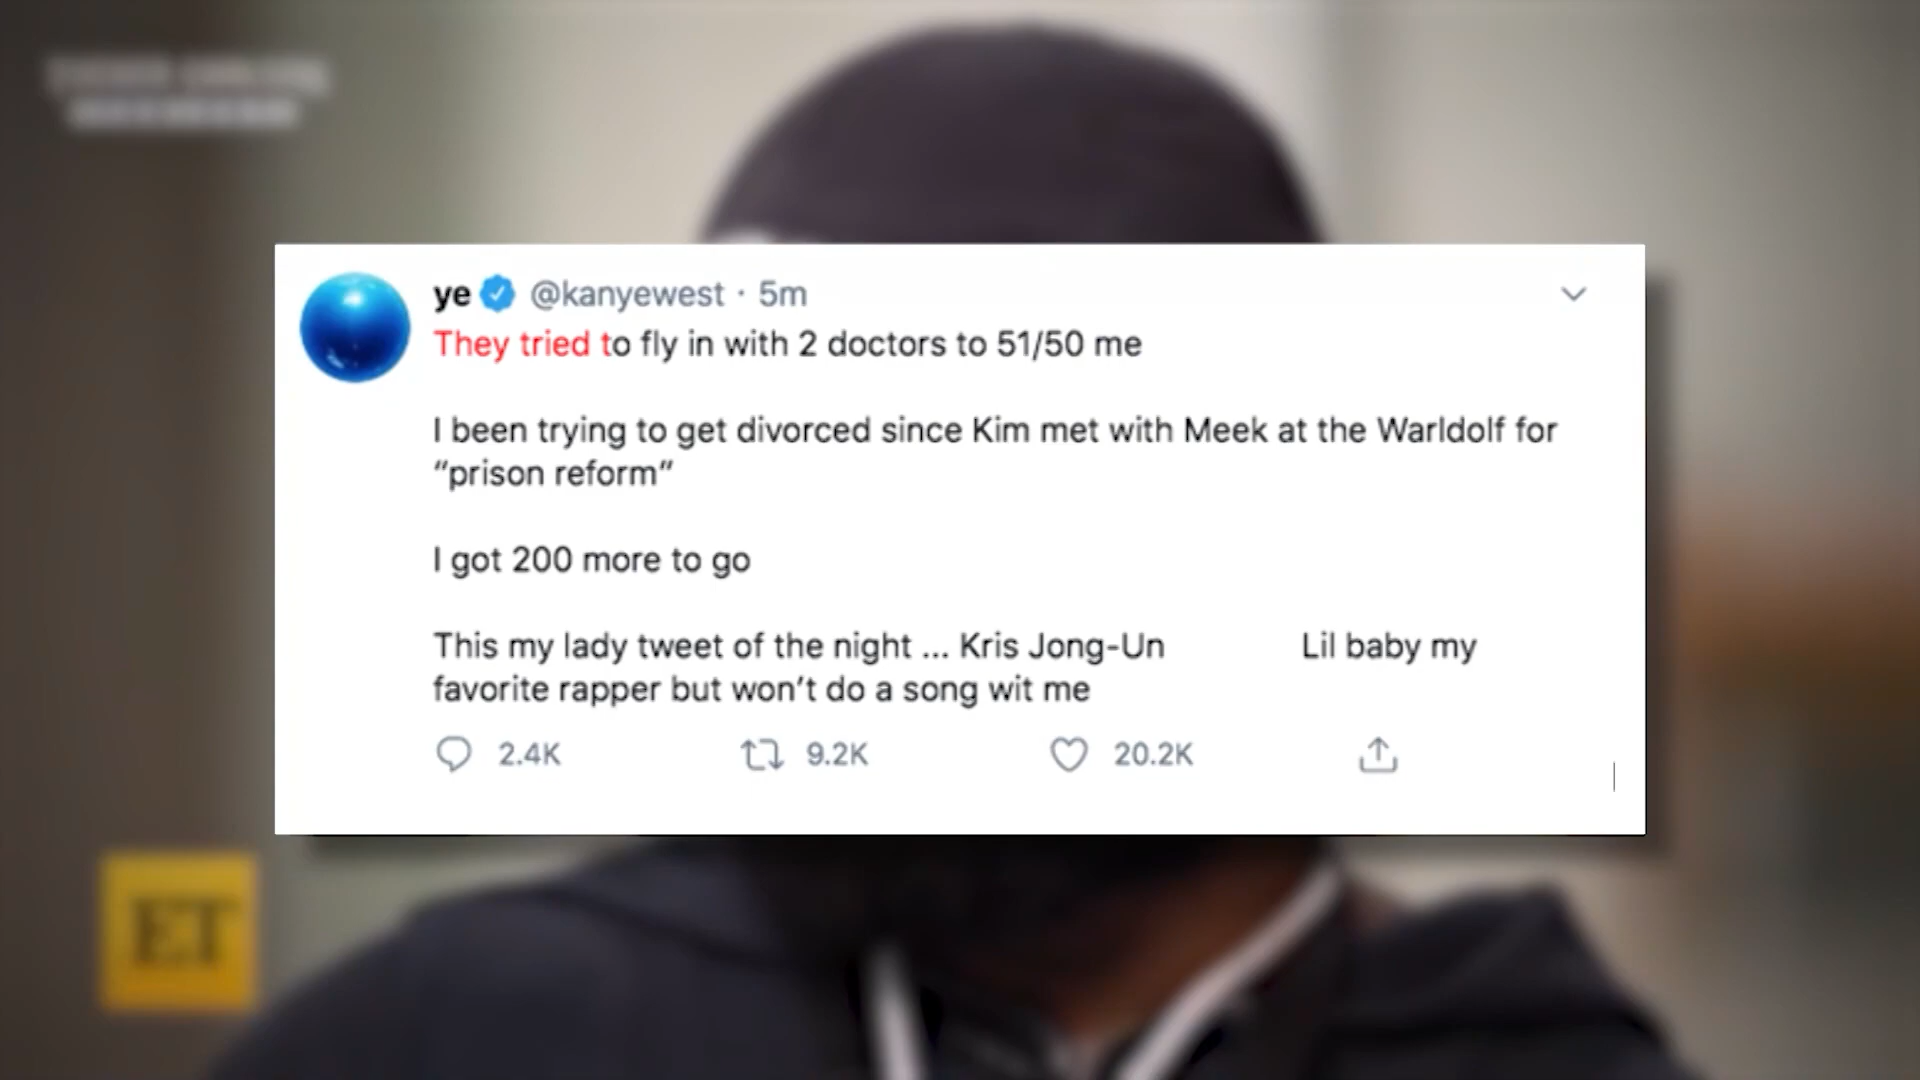 ye @kanyewest · 5m
They tried to fly in with 2 doctors to 51/50 me
I been trying to get divorced since Kim met with Meek at the Warldolf for
“prison reform”
I got 200 more to go
This my lady tweet of the night ... Kris Jong-Un Lil baby my
favorite rapper but won’t do a song wit me
2.4K 9.2K 20.2K
ET